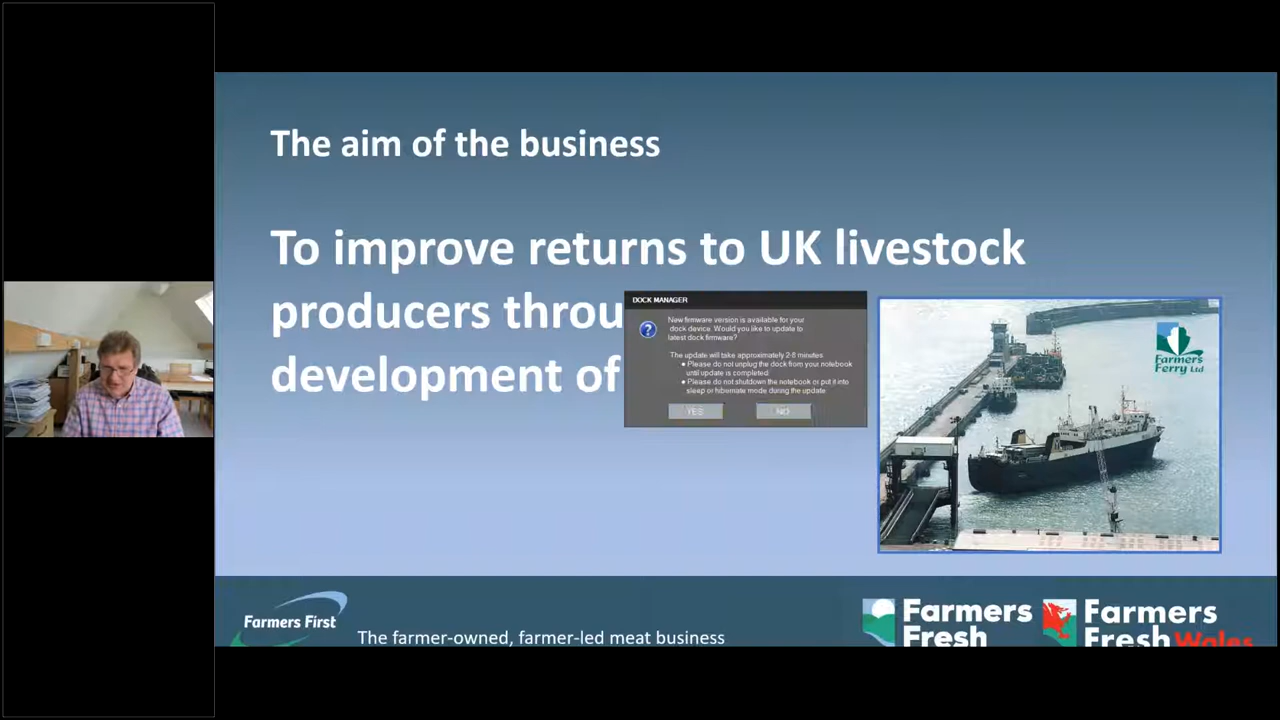 The aim of the business
To improve returns to UK livestock
producers throu
development of
DOCK MANAGER
New firmware version is available for your
dock device. Would you like to update to
latest dock firmware?
The update will take approximately 2-8 minutes
● Please do not unplug the dock from your notebook
until update is completed
● Please do not shutdown the notebook or put it into
sleep or hibernate mode during the update
YES
NO
Farmers
Ferry Ltd
Farmers First
The farmer-owned, farmer-led meat business
Farmers
Fresh
Farmers
Fresh Wales